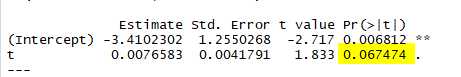 Estimate Std. Error t value Pr(>|t|)
(Intercept) -3.4102302 1.2550268 -2.717 0.006812 **
t 0.0076583 0.0041791 1.833 0.067474 .
---